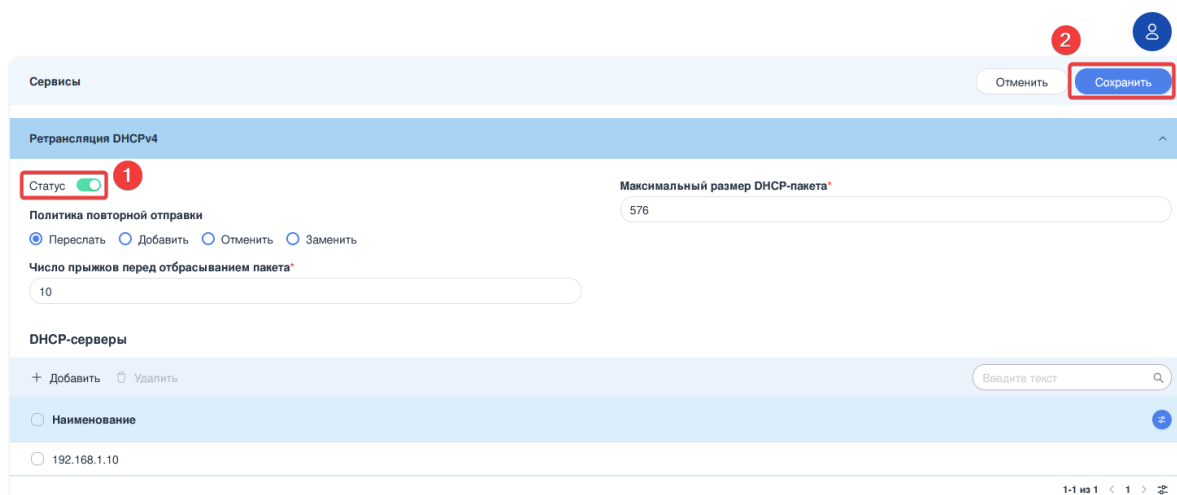 2
Сервисы
Отменить
Сохранить
Ретрансляция DHCPv4
Статус
1
Максимальный размер DHCP-пакета*
576
Политика повторной отправки
Переслать
Добавить
Отменить
Заменить
Число прыжков перед отбрасыванием пакета*
10
DHCP-серверы
+ Добавить
Удалить
Введите текст
Наименование
192.168.1.10
1-1 из 1 < 1 >